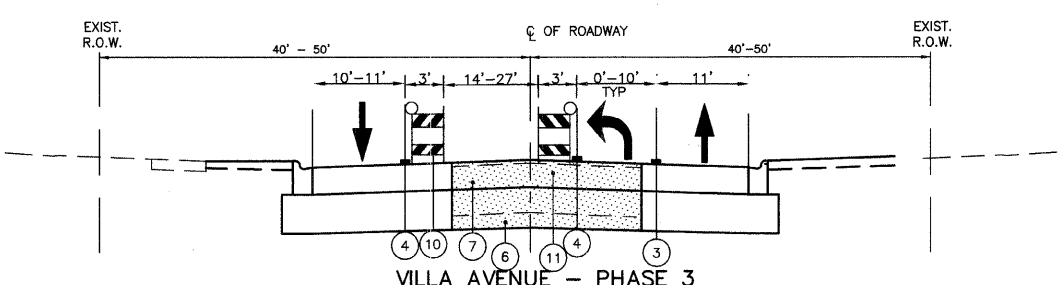 EXIST.
R.O.W.
℄ OF ROADWAY
EXIST.
R.O.W.
40' - 50'
40'-50'
10'-11'
3'
14'-27'
3'
0'-10'
TYP
11'
4
10
7
6
11
4
3
VILLA AVENUE - PHASE 3